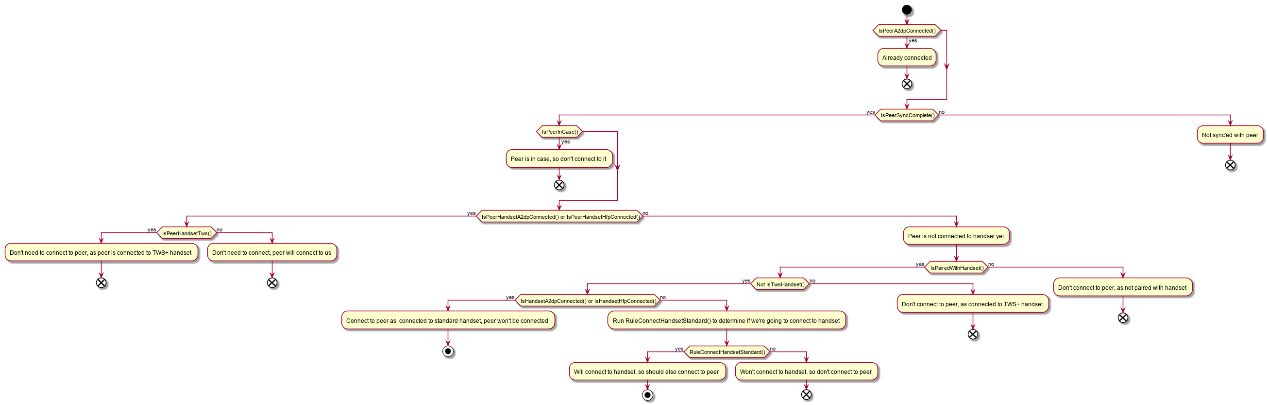 IsPeerA2dpConnected()
yes
Already connected
yes
IsPeerSyncComplete()
no
IsPeerInCase()
yes
Not sync'ed with peer
Peer is in case, so don't connect to it
yes
IsPeerHandsetA2dpConnected() or IsPeerHandsetHfpConnected()
no
yes
IsPeerHandsetTws()
no
Peer is not connected to handset yet
Don't need to connect to peer, as peer is connected to TWS+ handset
Don't need to connect, peer will connect to us
yes
IsPairedWithHandset()
no
yes
Not IsTwsHandset()
no
Don't connect to peer, as not paired with handset
yes
IsHandsetA2dpConnected() or IsHandsetHfpConnected()
no
Don't connect to peer, as connected to TWS+ handset
Connect to peer as  connected to standard handset, peer won't be connected
Run RuleConnectHandsetStandard() to determine if we're going to connect to handset
yes
RuleConnectHandsetStandard()
no
Will connect to handset, so should also connect to peer
Won't connect to handset, so don't connect to peer